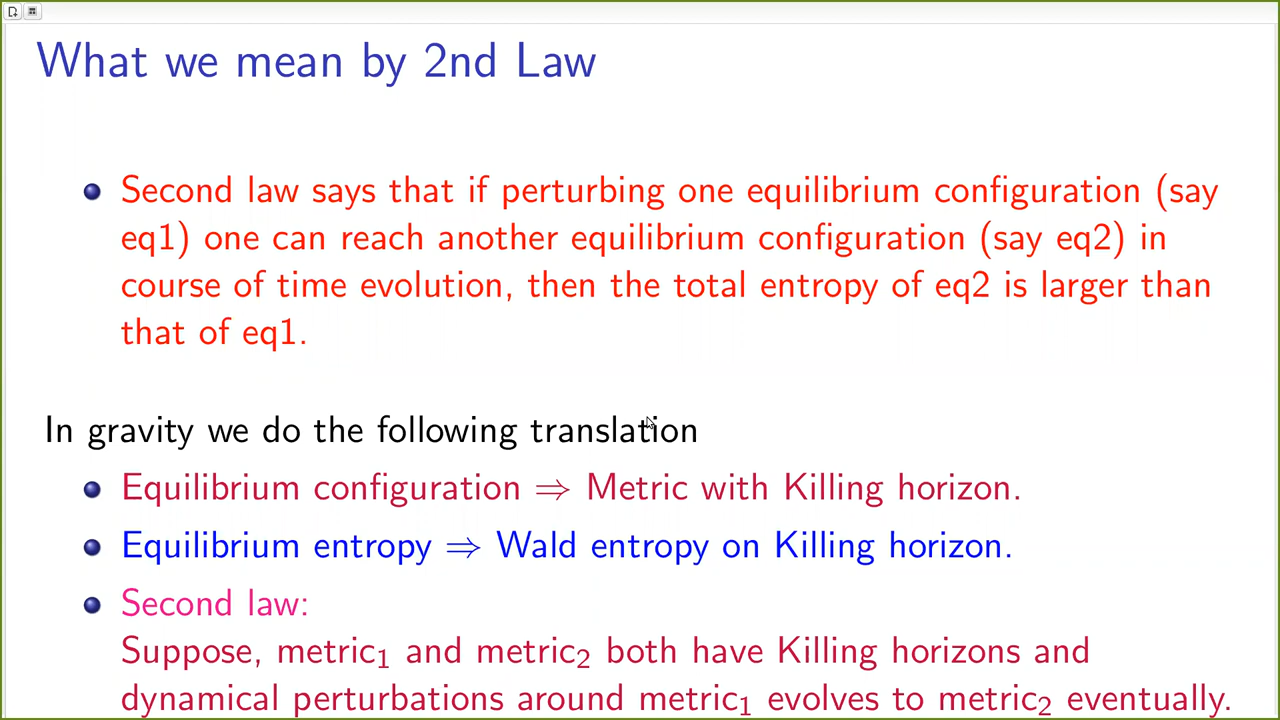 What we mean by 2nd Law
Second law says that if perturbing one equilibrium configuration (say
eq1) one can reach another equilibrium configuration (say eq2) in
course of time evolution, then the total entropy of eq2 is larger than
that of eq1.
In gravity we do the following translation
Equilibrium configuration ⇒ Metric with Killing horizon.
Equilibrium entropy ⇒ Wald entropy on Killing horizon.
Second law:
Suppose, metric₁ and metric₂ both have Killing horizons and
dynamical perturbations around metric₁ evolves to metric₂ eventually.